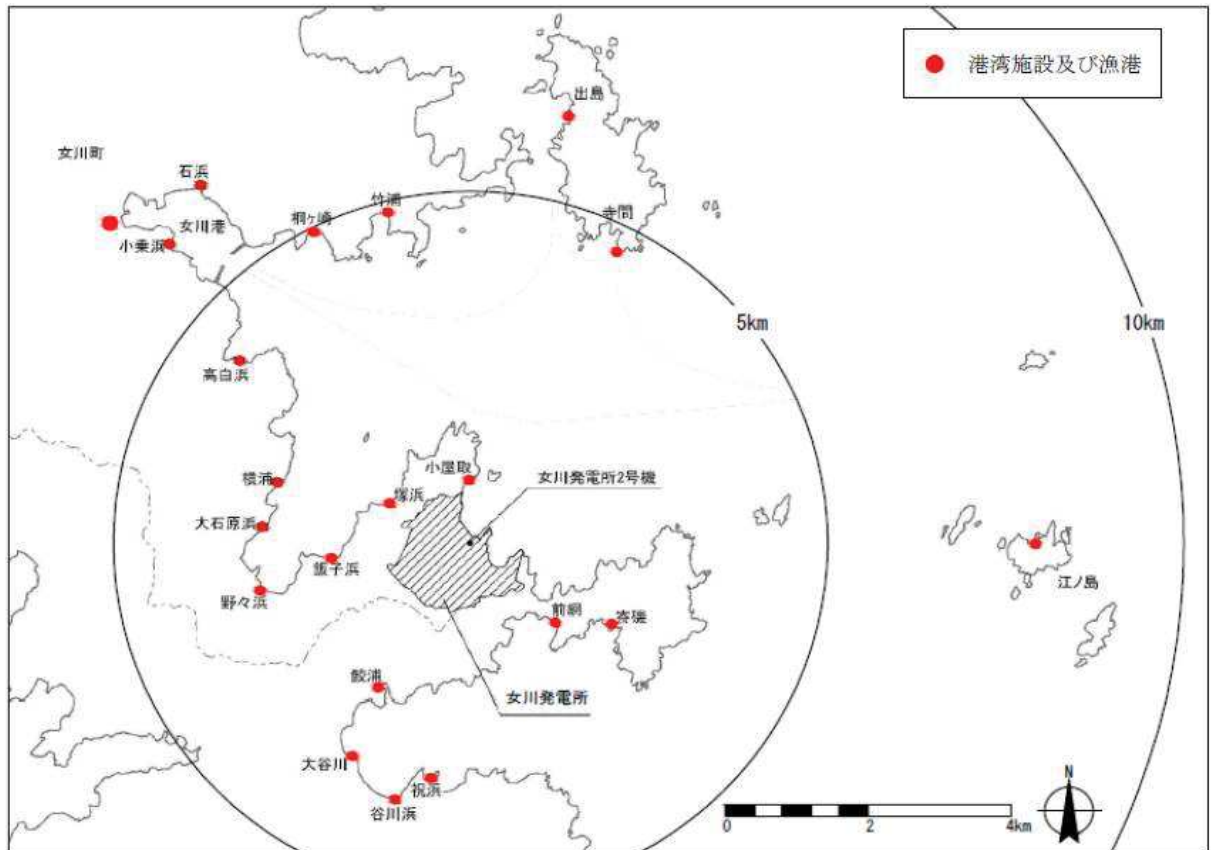 港湾施設及び漁港
出島
女川町
石浜
竹浦
桐ヶ崎
寺間
女川港
小乗浜
5km
10km
高白浜
小屋取
女川発電所2号機
横浦
塚浜
大石原浜
飯子浜
江ノ島
野々浜
前網
寄磯
鮫浦
女川発電所
大谷川
祝浜
谷川浜
N
0
2
4km